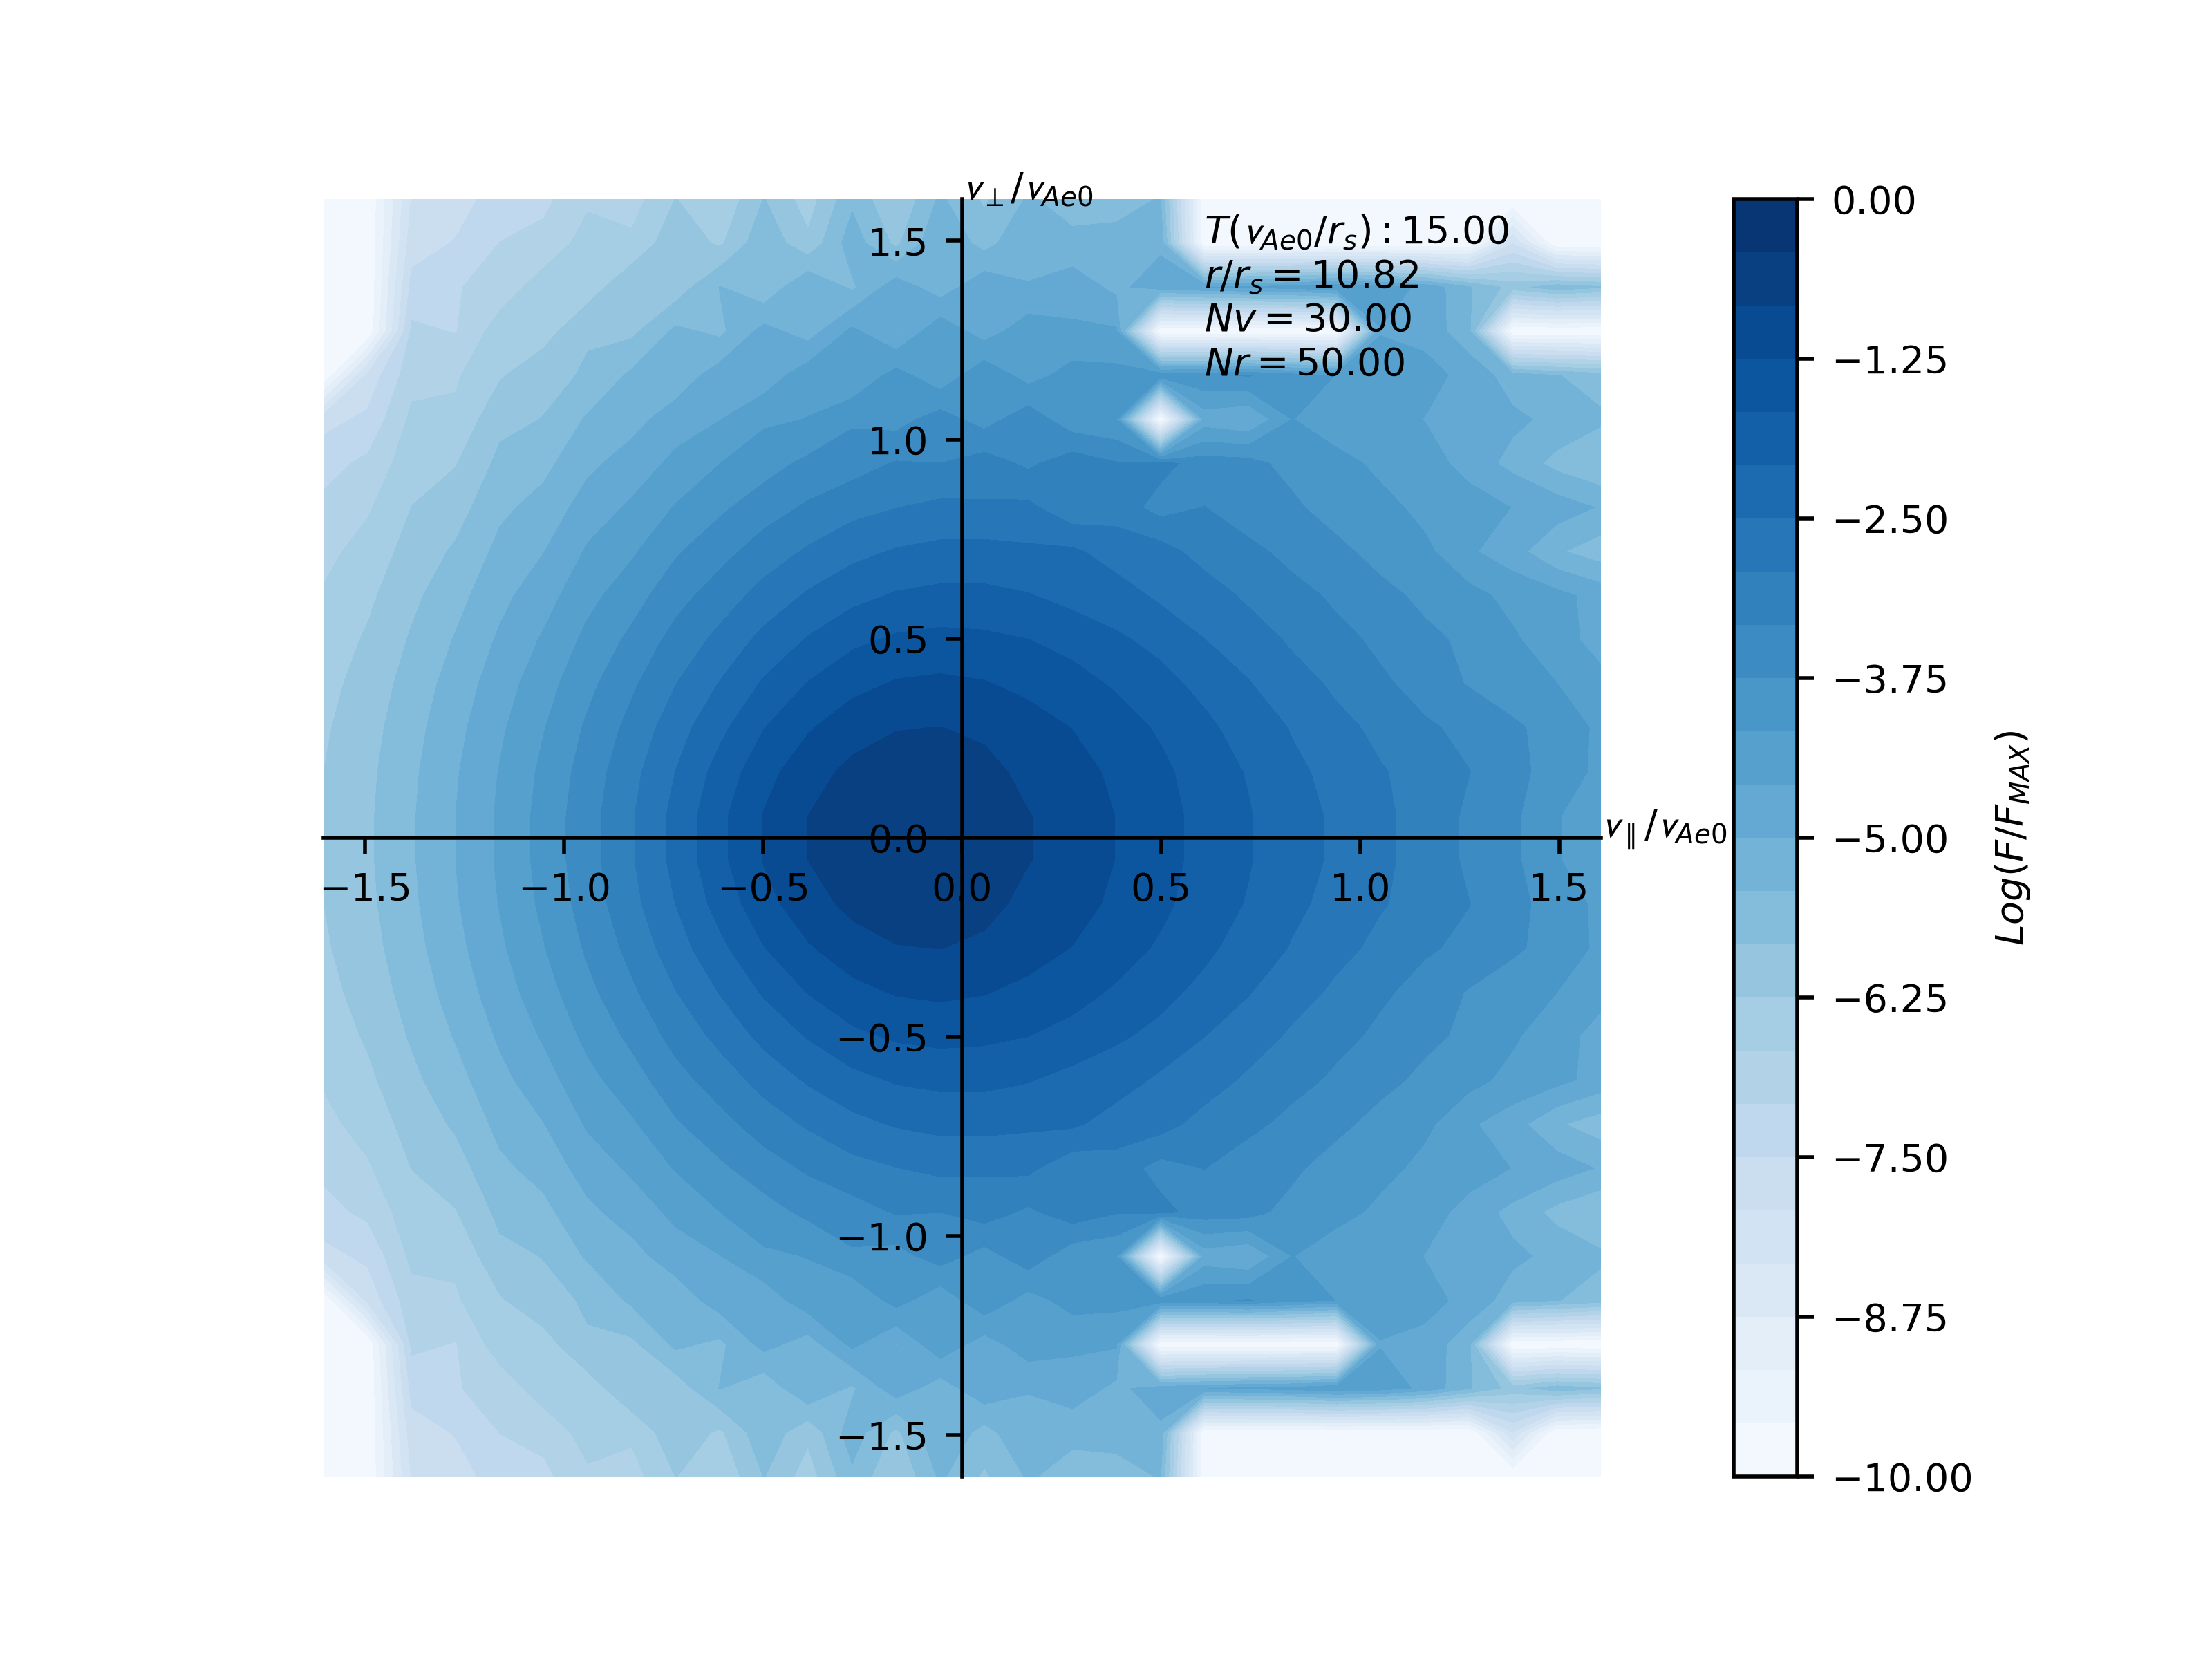 v⊥/vAe0
T(vAe0/rs) : 15.00
r/rs = 10.82
Nv = 30.00
Nr = 50.00
1.5
1.0
0.5
0.0
−0.5
−1.0
−1.5
−1.5 −1.0 −0.5 0.0 0.5 1.0 1.5
v∥/vAe0
0.00
−1.25
−2.50
−3.75
−5.00
−6.25
−7.50
−8.75
−10.00
Log(F/FMAX)